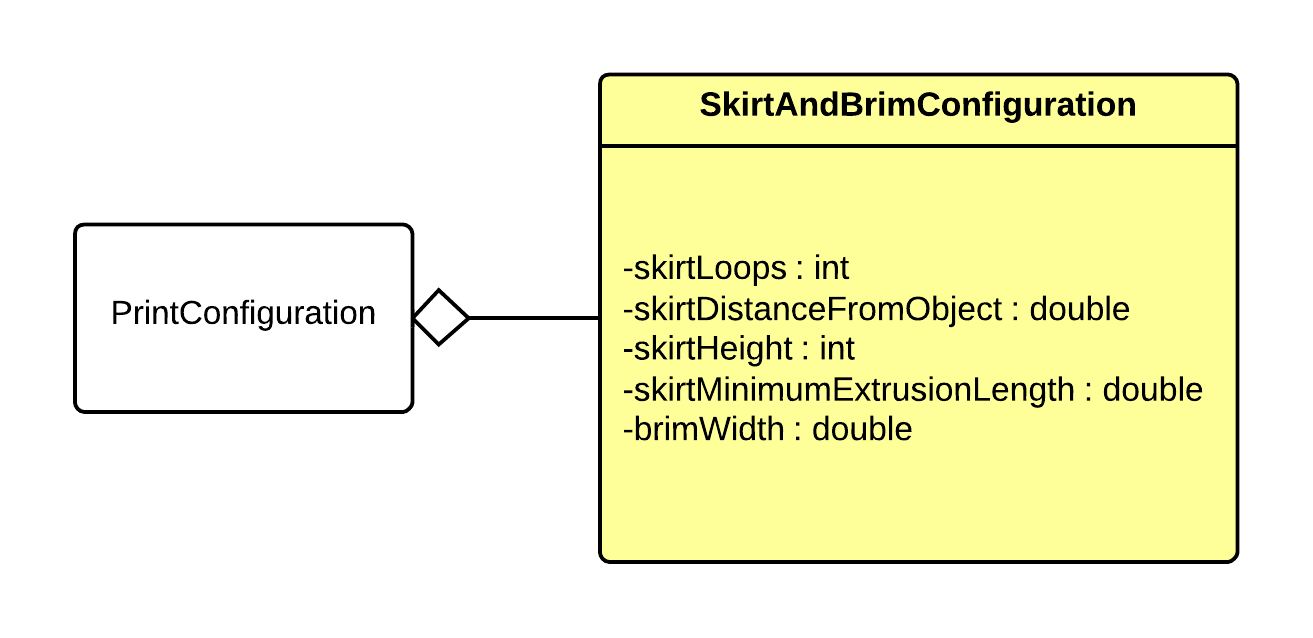 PrintConfiguration
SkirtAndBrimConfiguration
-skirtLoops : int
-skirtDistanceFromObject : double
-skirtHeight : int
-skirtMinimumExtrusionLength : double
-brimWidth : double